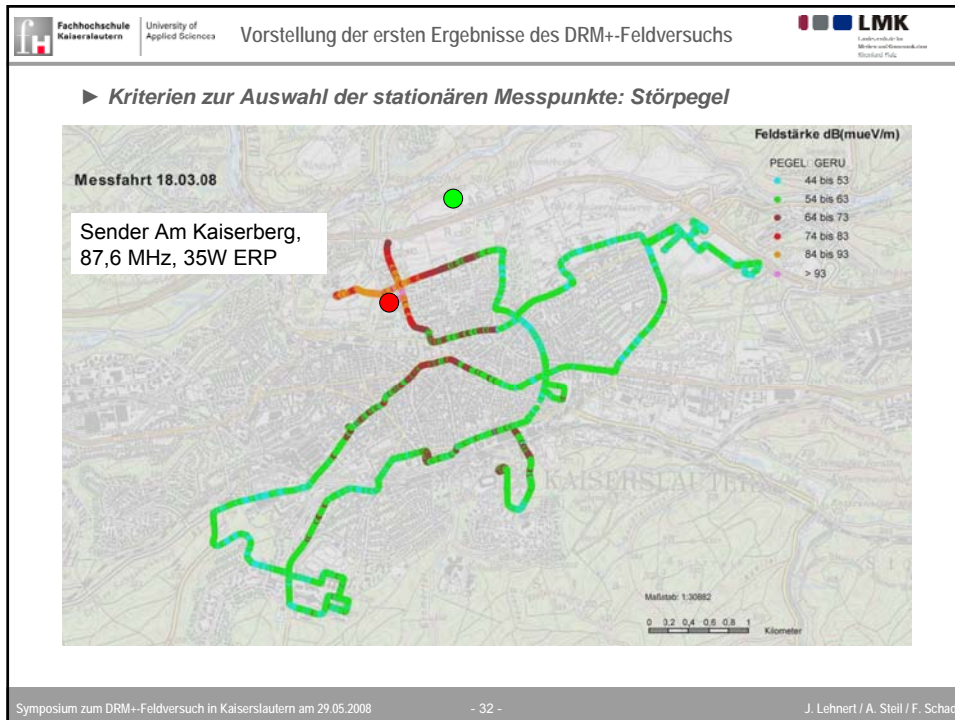 Fachhochschule
Kaiserslautern
University of
Applied Sciences
Vorstellung der ersten Ergebnisse des DRM+-Feldversuchs
LMK
► Kriterien zur Auswahl der stationären Messpunkte: Störpegel
Messfahrt 18.03.08
Sender Am Kaiserberg,
87,6 MHz, 35W ERP
Feldstärke dB(mueV/m)
PEGEL GERU
44 bis 53
54 bis 63
64 bis 73
74 bis 83
84 bis 93
> 93
KAISERSLAUTERN
Maßstab: 1:30882
0 0,2 0,4 0,6 0,8 1
Kilometer
Symposium zum DRM+-Feldversuch in Kaiserslautern am 29.05.2008
- 32 -
J. Lehnert / A. Steil / F. Schad